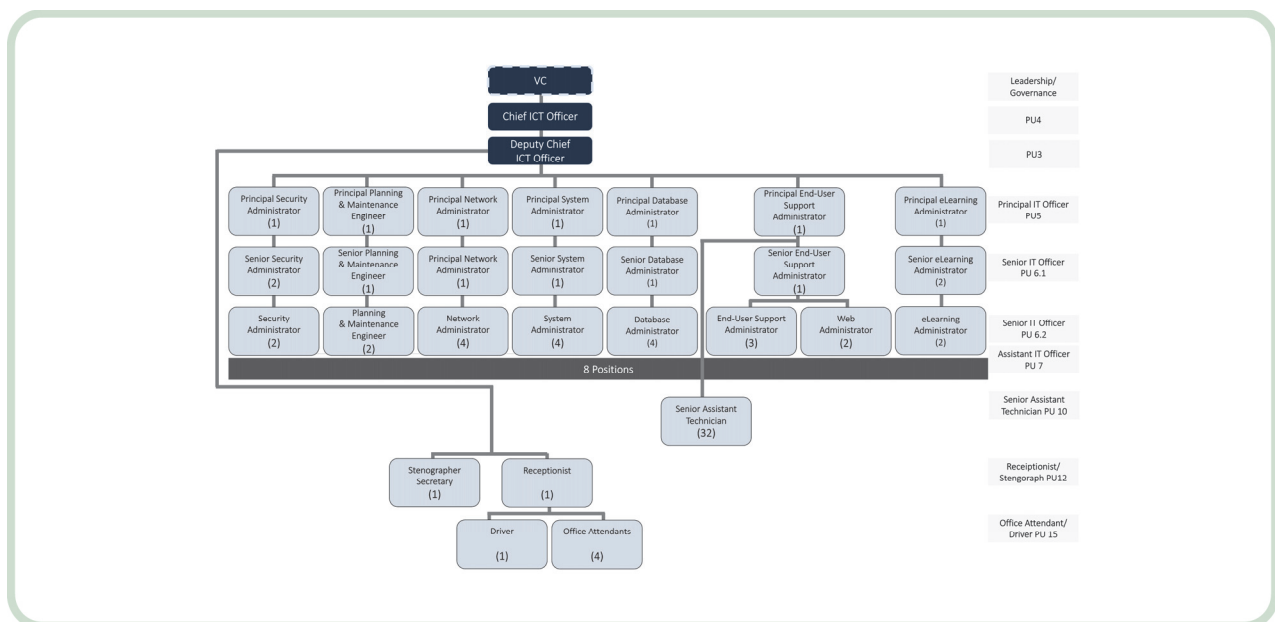 VC
Leadership/
Governance
Chief ICT Officer
PU4
Deputy Chief
ICT Officer
PU3
Principal Security
Administrator
(1)
Principal Planning
& Maintenance
Engineer
(1)
Principal Network
Administrator
(1)
Principal System
Administrator
(1)
Principal Database
Administrator
(1)
Principal End-User
Support
Administrator
(1)
Principal eLearning
Administrator
(1)
Principal IT Officer
PU5
Senior Security
Administrator
(2)
Senior Planning
& Maintenance
Engineer
(1)
Principal Network
Administrator
(1)
Senior System
Administrator
(1)
Senior Database
Administrator
(1)
Senior End-User
Support
Administrator
(1)
Senior eLearning
Administrator
(2)
Senior IT Officer
PU 6.1
Security
Administrator
(2)
Planning
& Maintenance
Engineer
(2)
Network
Administrator
(4)
System
Administrator
(4)
Database
Administrator
(4)
End-User Support
Administrator
(3)
Web
Administrator
(2)
eLearning
Administrator
(2)
Senior IT Officer
PU 6.2
8 Positions
Assistant IT Officer
PU 7
Senior Assistant
Technician
(32)
Senior Assistant
Technician PU 10
Stenographer
Secretary
(1)
Receptionist
(1)
Receiptionist/
Stengoraph PU12
Driver
(1)
Office Attendants
(4)
Office Attendant/
Driver PU 15